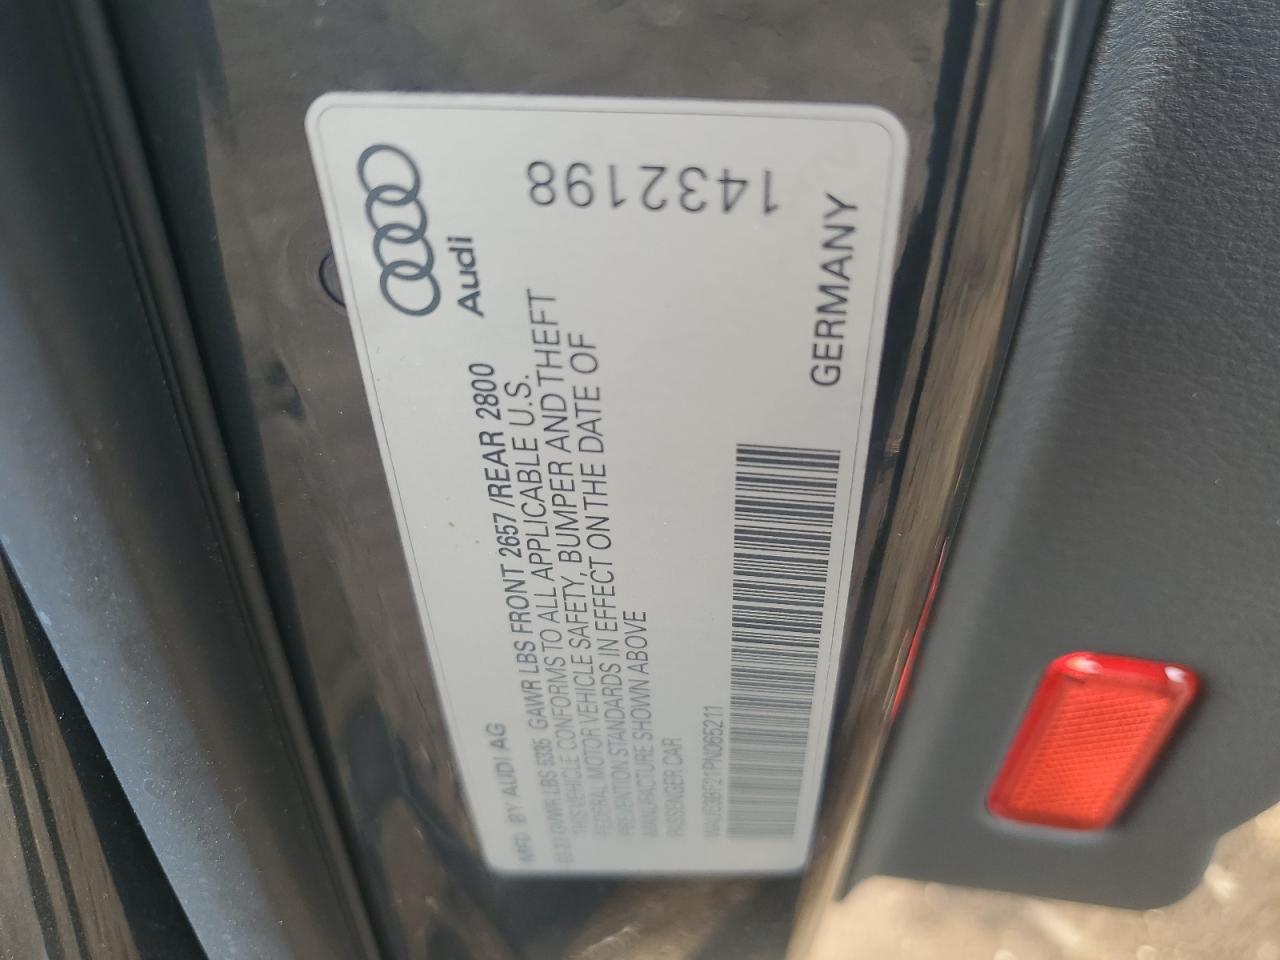 Audi
1432198
MFD. BY AUDI AG
GVWR LBS 5335 GAWR LBS FRONT 2657/REAR 2800
THIS VEHICLE CONFORMS TO ALL APPLICABLE U.S.
FEDERAL MOTOR VEHICLE SAFETY, BUMPER AND THEFT
PREVENTION STANDARDS IN EFFECT ON THE DATE OF
MANUFACTURE SHOWN ABOVE
PASSENGER CAR
GERMANY